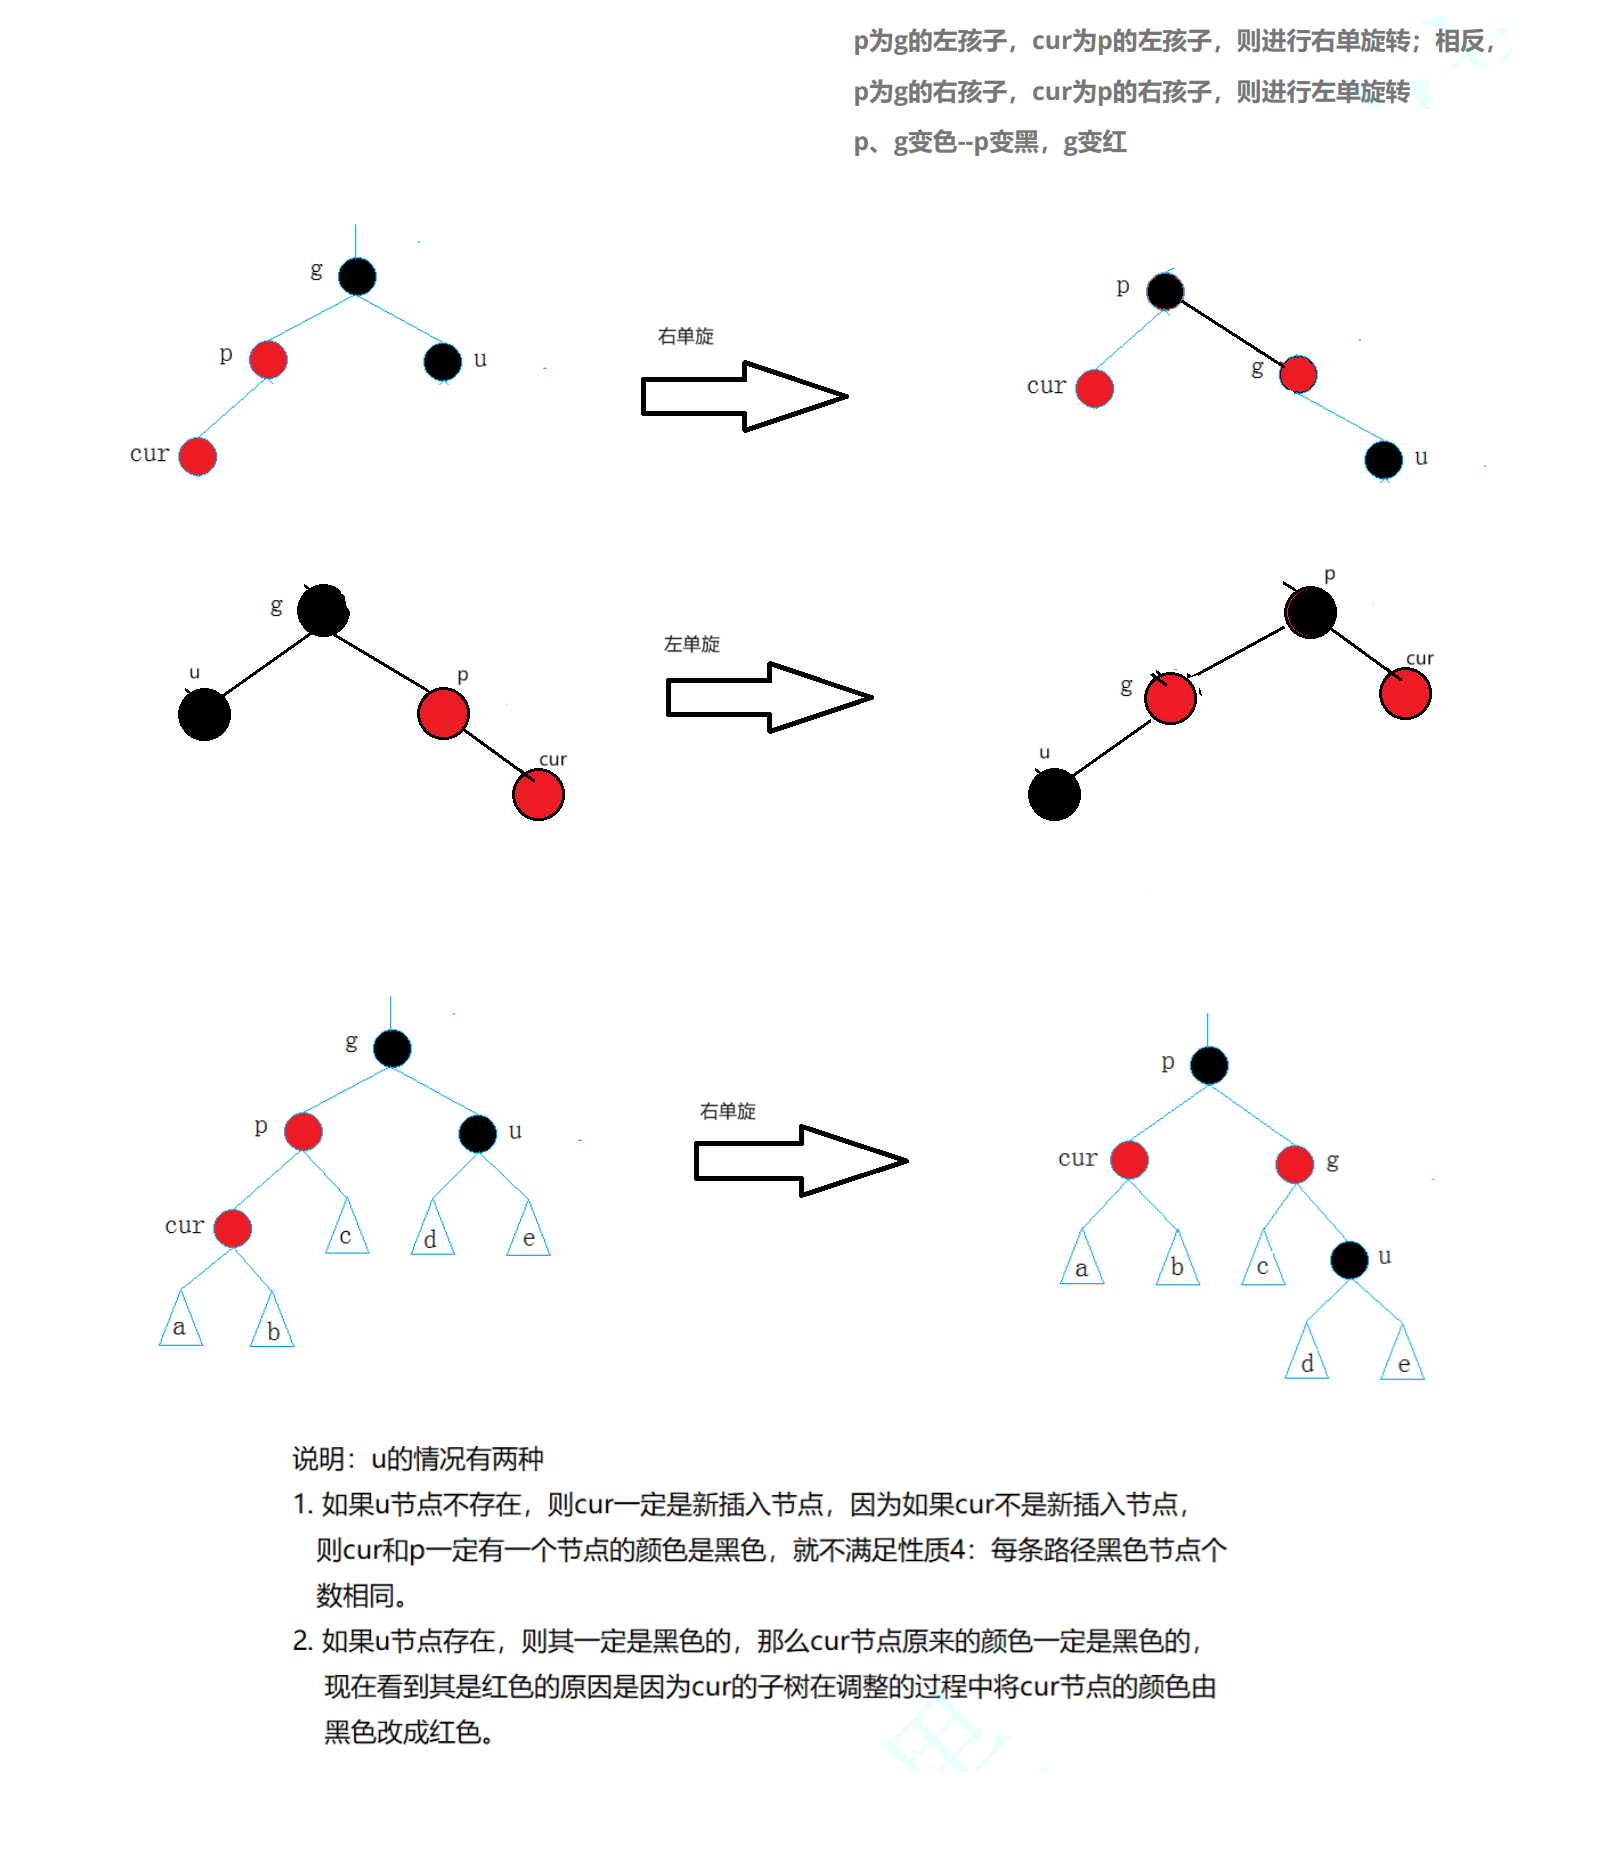 p为g的左孩子，cur为p的左孩子，则进行右单旋转；相反，
p为g的右孩子，cur为p的右孩子，则进行左单旋转
p、g变色--p变黑，g变红
g
p
u
cur
右单旋
p
cur
g
u
g
u
p
cur
左单旋
p
cur
g
u
g
p
u
cur
c
d
e
a
b
右单旋
p
cur
g
a
b
c
u
d
e
说明：u的情况有两种
1. 如果u节点不存在，则cur一定是新插入节点，因为如果cur不是新插入节点，
则cur和p一定有一个节点的颜色是黑色，就不满足性质4：每条路径黑色节点个
数相同。
2. 如果u节点存在，则其一定是黑色的，那么cur节点原来的颜色一定是黑色的，
现在看到其是红色的原因是因为cur的子树在调整的过程中将cur节点的颜色由
黑色改成红色。